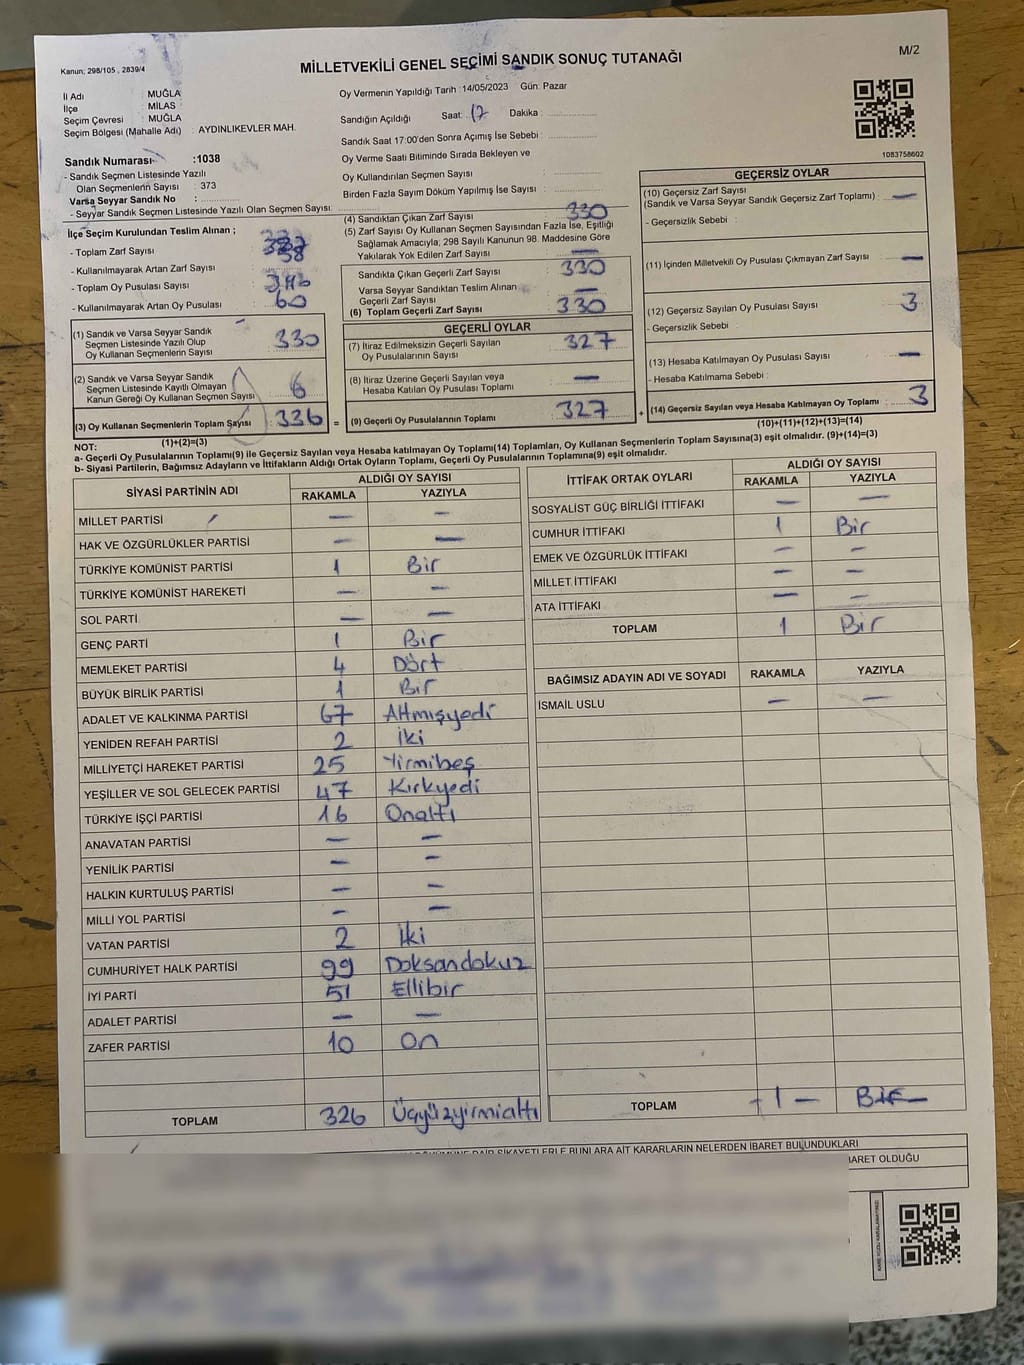 M/2
Kanun; 298/105 , 2839/4
MİLLETVEKİLİ GENEL SEÇİMİ SANDIK SONUÇ TUTANAĞI
İl Adı : MUĞLA
İlçe : MİLAS
Seçim Çevresi : MUĞLA
Seçim Bölgesi (Mahalle Adı) : AYDINLIKEVLER MAH.
Sandık Numarası :1038
- Sandık Seçmen Listesinde Yazılı
Olan Seçmenlerin Sayısı : 373
Varsa Seyyar Sandık No :
- Seyyar Sandık Seçmen Listesinde Yazılı Olan Seçmen Sayısı:
Oy Vermenin Yapıldığı Tarih :14/05/2023 Gün: Pazar
Sandığın Açıldığı Saat: 17 Dakika :
Sandık Saat 17:00'den Sonra Açımış İse Sebebi :
Oy Verme Saati Bitiminde Sırada Bekleyen ve
Oy Kullandırılan Seçmen Sayısı :
Birden Fazla Sayım Döküm Yapılmış İse Sayısı :
1083758602
İlçe Seçim Kurulundan Teslim Alınan ;
- Toplam Zarf Sayısı :
- Kullanılmayarak Artan Zarf Sayısı : 58
- Toplam Oy Pusulası Sayısı :
- Kullanılmayarak Artan Oy Pusulası : 60
(1) Sandık ve Varsa Seyyar Sandık
Seçmen Listesinde Yazılı Olup
Oy Kullanan Seçmenlerin Sayısı : 330
(2) Sandık ve Varsa Seyyar Sandık
Seçmen Listesinde Kayıtlı Olmayan
Kanun Gereği Oy Kullanan Seçmen Sayısı : 6
(3) Oy Kullanan Seçmenlerin Toplam Sayısı : 336 =
(1)+(2)=(3)
(4) Sandıktan Çıkan Zarf Sayısı : 330
(5) Zarf Sayısı Oy Kullanan Seçmen Sayısından Fazla İse, Eşitliği
Sağlamak Amacıyla; 298 Sayılı Kanunun 98. Maddesine Göre
Yakılarak Yok Edilen Zarf Sayısı : —
Sandıkta Çıkan Geçerli Zarf Sayısı : 330
Varsa Seyyar Sandıktan Teslim Alınan
Geçerli Zarf Sayısı : —
(6) Toplam Geçerli Zarf Sayısı : 330
GEÇERLİ OYLAR
(7) İtiraz Edilmeksizin Geçerli Sayılan
Oy Pusulalarının Sayısı : 327
(8) İtiraz Üzerine Geçerli Sayılan veya
Hesaba Katılan Oy Pusulası Toplamı : —
(9) Geçerli Oy Pusulalarının Toplamı : 327 +
GEÇERSİZ OYLAR
(10) Geçersiz Zarf Sayısı
(Sandık ve Varsa Seyyar Sandık Geçersiz Zarf Toplamı) : —
- Geçersizlik Sebebi :
(11) İçinden Milletvekili Oy Pusulası Çıkmayan Zarf Sayısı : —
(12) Geçersiz Sayılan Oy Pusulası Sayısı : 3
- Geçersizlik Sebebi :
(13) Hesaba Katılmayan Oy Pusulası Sayısı : —
- Hesaba Katılmama Sebebi :
(14) Geçersiz Sayılan veya Hesaba Katılmayan Oy Toplamı : 3
(10)+(11)+(12)+(13)=(14)
NOT:
a- Geçerli Oy Pusulalarının Toplamı(9) ile Geçersiz Sayılan veya Hesaba katılmayan Oy Toplamı(14) Toplamları, Oy Kullanan Seçmenlerin Toplam Sayısına(3) eşit olmalıdır. (9)+(14)=(3)
b- Siyasi Partilerin, Bağımsız Adayların ve İttifakların Aldığı Ortak Oyların Toplamı, Geçerli Oy Pusulalarının Toplamına(9) eşit olmalıdır.
SİYASİ PARTİNİN ADI ALDIĞI OY SAYISI
RAKAMLA YAZIYLA
MİLLET PARTİSİ — —
HAK VE ÖZGÜRLÜKLER PARTİSİ — —
TÜRKİYE KOMÜNİST PARTİSİ 1 Bir
TÜRKİYE KOMÜNİST HAREKETİ — —
SOL PARTİ — —
GENÇ PARTİ 1 Bir
MEMLEKET PARTİSİ 4 Dört
BÜYÜK BİRLİK PARTİSİ 1 Bir
ADALET VE KALKINMA PARTİSİ 67 Altmışyedi
YENİDEN REFAH PARTİSİ 2 İki
MİLLİYETÇİ HAREKET PARTİSİ 25 Yirmibeş
YEŞİLLER VE SOL GELECEK PARTİSİ 47 Kırkyedi
TÜRKİYE İŞÇİ PARTİSİ 16 Onaltı
ANAVATAN PARTİSİ — —
YENİLİK PARTİSİ — —
HALKIN KURTULUŞ PARTİSİ — —
MİLLİ YOL PARTİSİ — —
VATAN PARTİSİ 2 İki
CUMHURİYET HALK PARTİSİ 99 Doksandokuz
İYİ PARTİ 51 Ellibir
ADALET PARTİSİ — —
ZAFER PARTİSİ 10 On
TOPLAM 326 Üçyüzyirmialtı
İTTİFAK ORTAK OYLARI ALDIĞI OY SAYISI
RAKAMLA YAZIYLA
SOSYALİST GÜÇ BİRLİĞİ İTTİFAKI — —
CUMHUR İTTİFAKI 1 Bir
EMEK VE ÖZGÜRLÜK İTTİFAKI — —
MİLLET İTTİFAKI — —
ATA İTTİFAKI — —
TOPLAM 1 Bir
BAĞIMSIZ ADAYIN ADI VE SOYADI RAKAMLA YAZIYLA
İSMAİL USLU — —
TOPLAM -1- Bir
ŞİKAYETLERLE BUNLARA AİT KARARLARIN NELERDEN İBARET BULUNDUKLARI
İBARET OLDUĞU